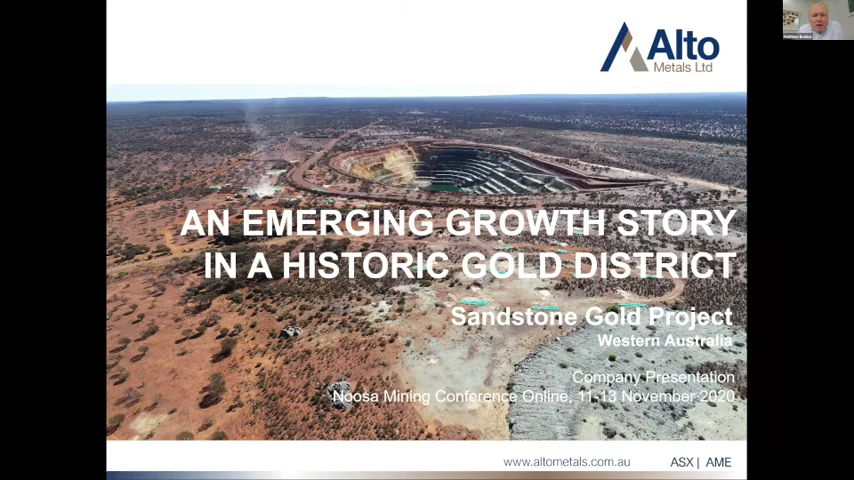 Alto
Metals Ltd
AN EMERGING GROWTH STORY
IN A HISTORIC GOLD DISTRICT
Sandstone Gold Project
Western Australia
Company Presentation
Noosa Mining Conference Online, 11-13 November 2020
www.altometals.com.au
ASX | AME